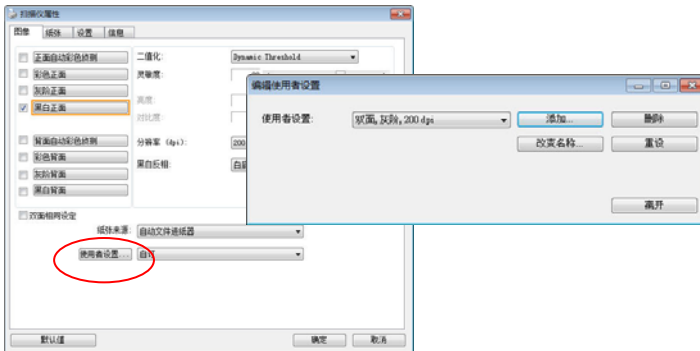 扫描仪属性
图像 纸张 设置 信息
正面自动彩色侦测
彩色正面
灰阶正面
黑白正面
背面自动彩色侦测
彩色背面
灰阶背面
黑白背面
二值化: Dynamic Threshold
灵敏度:
亮度:
对比度:
分辨率 (dpi): 200
黑白反相:
双面相同设定
纸张来源: 自动文件进纸器
使用者设置... 自订
默认值 确定 取消
编辑使用者设置
使用者设置: 双面,灰阶,200 dpi 添加... 删除
改变名称... 重设
离开